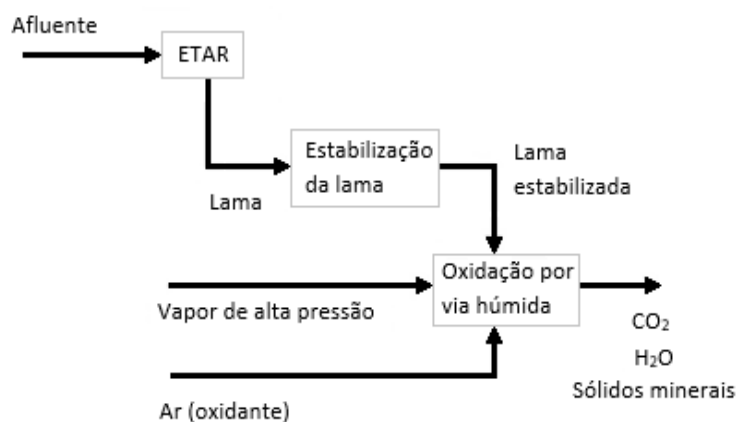 Afluente
ETAR
Estabilização
da lama
Lama
estabilizada
Lama
Oxidação por
via húmida
Vapor de alta pressão
CO₂
H₂O
Sólidos minerais
Ar (oxidante)